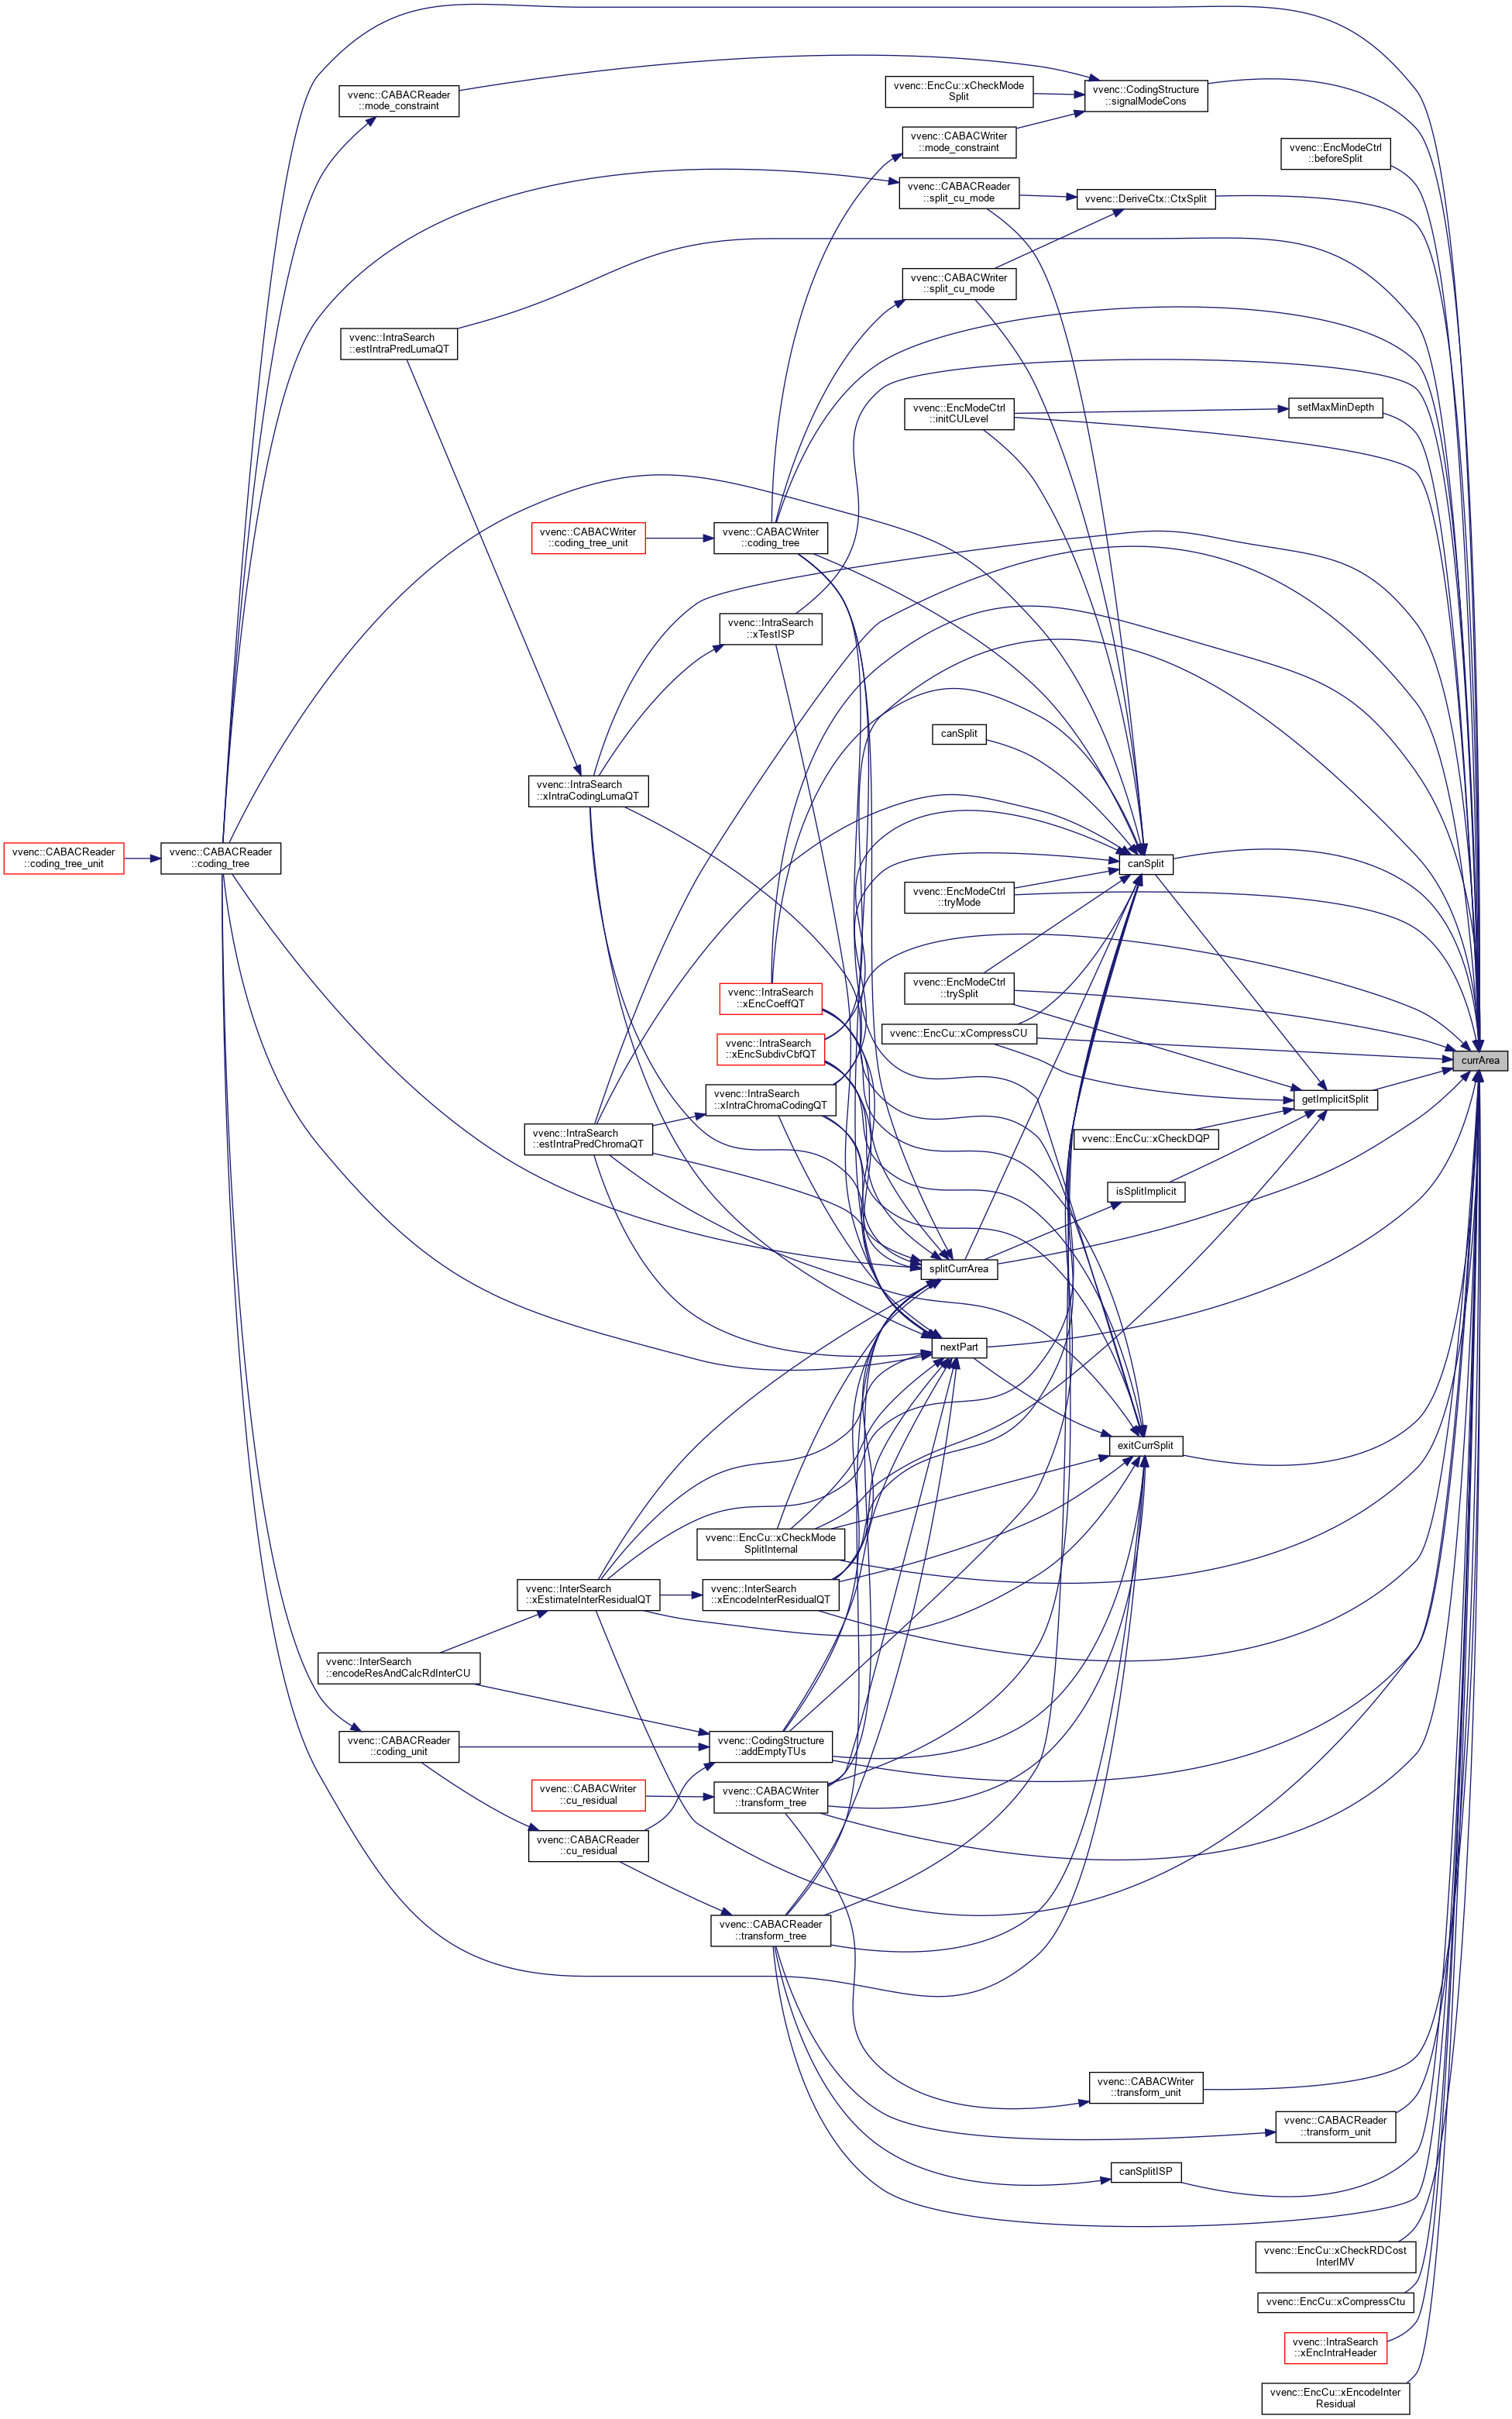 vvenc::CABACReader
::mode_constraint
vvenc::EncCu::xCheckMode
Split
vvenc::CodingStructure
::signalModeCons
vvenc::CABACWriter
::mode_constraint
vvenc::EncModeCtrl
::beforeSplit
vvenc::CABACReader
::split_cu_mode
vvenc::DeriveCtx::CtxSplit
vvenc::CABACWriter
::split_cu_mode
vvenc::IntraSearch
::estIntraPredLumaQT
vvenc::EncModeCtrl
::initCULevel
setMaxMinDepth
vvenc::CABACWriter
::coding_tree_unit
vvenc::CABACWriter
::coding_tree
vvenc::IntraSearch
::xTestISP
canSplit
vvenc::IntraSearch
::xIntraCodingLumaQT
vvenc::CABACReader
::coding_tree_unit
vvenc::CABACReader
::coding_tree
canSplit
vvenc::EncModeCtrl
::tryMode
vvenc::EncModeCtrl
::trySplit
vvenc::IntraSearch
::xEncCoeffQT
vvenc::EncCu::xCompressCU
vvenc::IntraSearch
::xEncSubdivCbfQT
currArea
vvenc::IntraSearch
::xIntraChromaCodingQT
getImplicitSplit
vvenc::IntraSearch
::estIntraPredChromaQT
vvenc::EncCu::xCheckDQP
isSplitImplicit
splitCurrArea
nextPart
exitCurrSplit
vvenc::EncCu::xCheckMode
SplitInternal
vvenc::InterSearch
::xEstimateInterResidualQT
vvenc::InterSearch
::xEncodeInterResidualQT
vvenc::InterSearch
::encodeResAndCalcRdInterCU
vvenc::CABACReader
::coding_unit
vvenc::CodingStructure
::addEmptyTUs
vvenc::CABACWriter
::cu_residual
vvenc::CABACWriter
::transform_tree
vvenc::CABACReader
::cu_residual
vvenc::CABACReader
::transform_tree
vvenc::CABACWriter
::transform_unit
vvenc::CABACReader
::transform_unit
canSplitISP
vvenc::EncCu::xCheckRDCost
InterIMV
vvenc::EncCu::xCompressCtu
vvenc::IntraSearch
::xEncIntraHeader
vvenc::EncCu::xEncodeInter
Residual